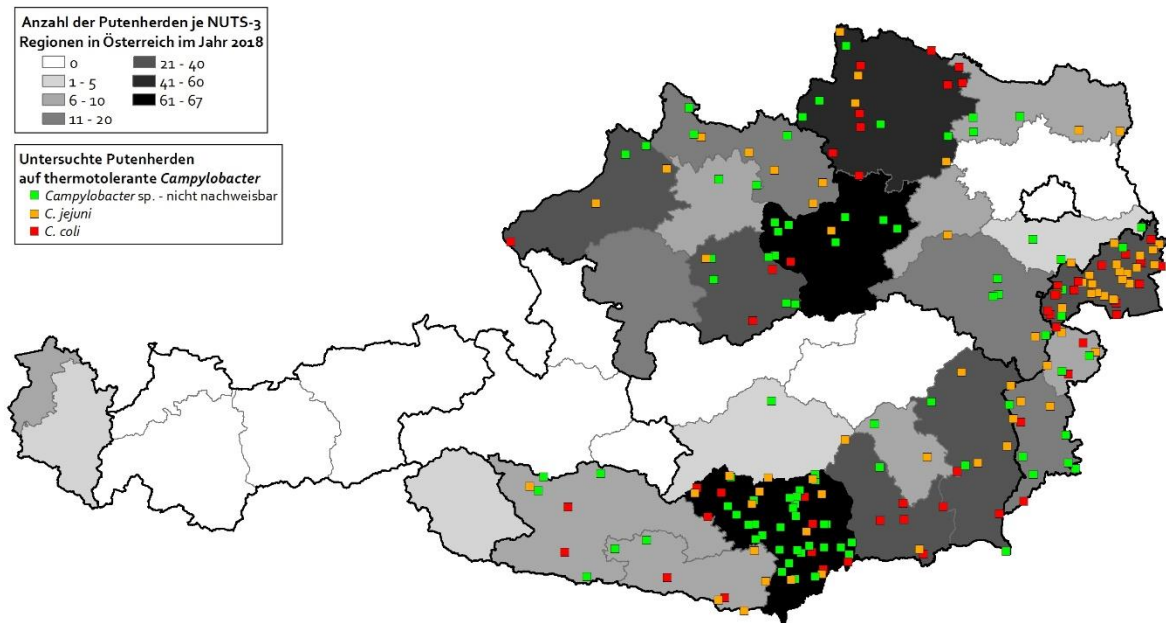 Anzahl der Putenherden je NUTS-3
Regionen in Österreich im Jahr 2018
0
21 - 40
1 - 5
41 - 60
6 - 10
61 - 67
11 - 20
Untersuchte Putenherden
auf thermotolerante Campylobacter
Campylobacter sp. - nicht nachweisbar
C. jejuni
C. coli